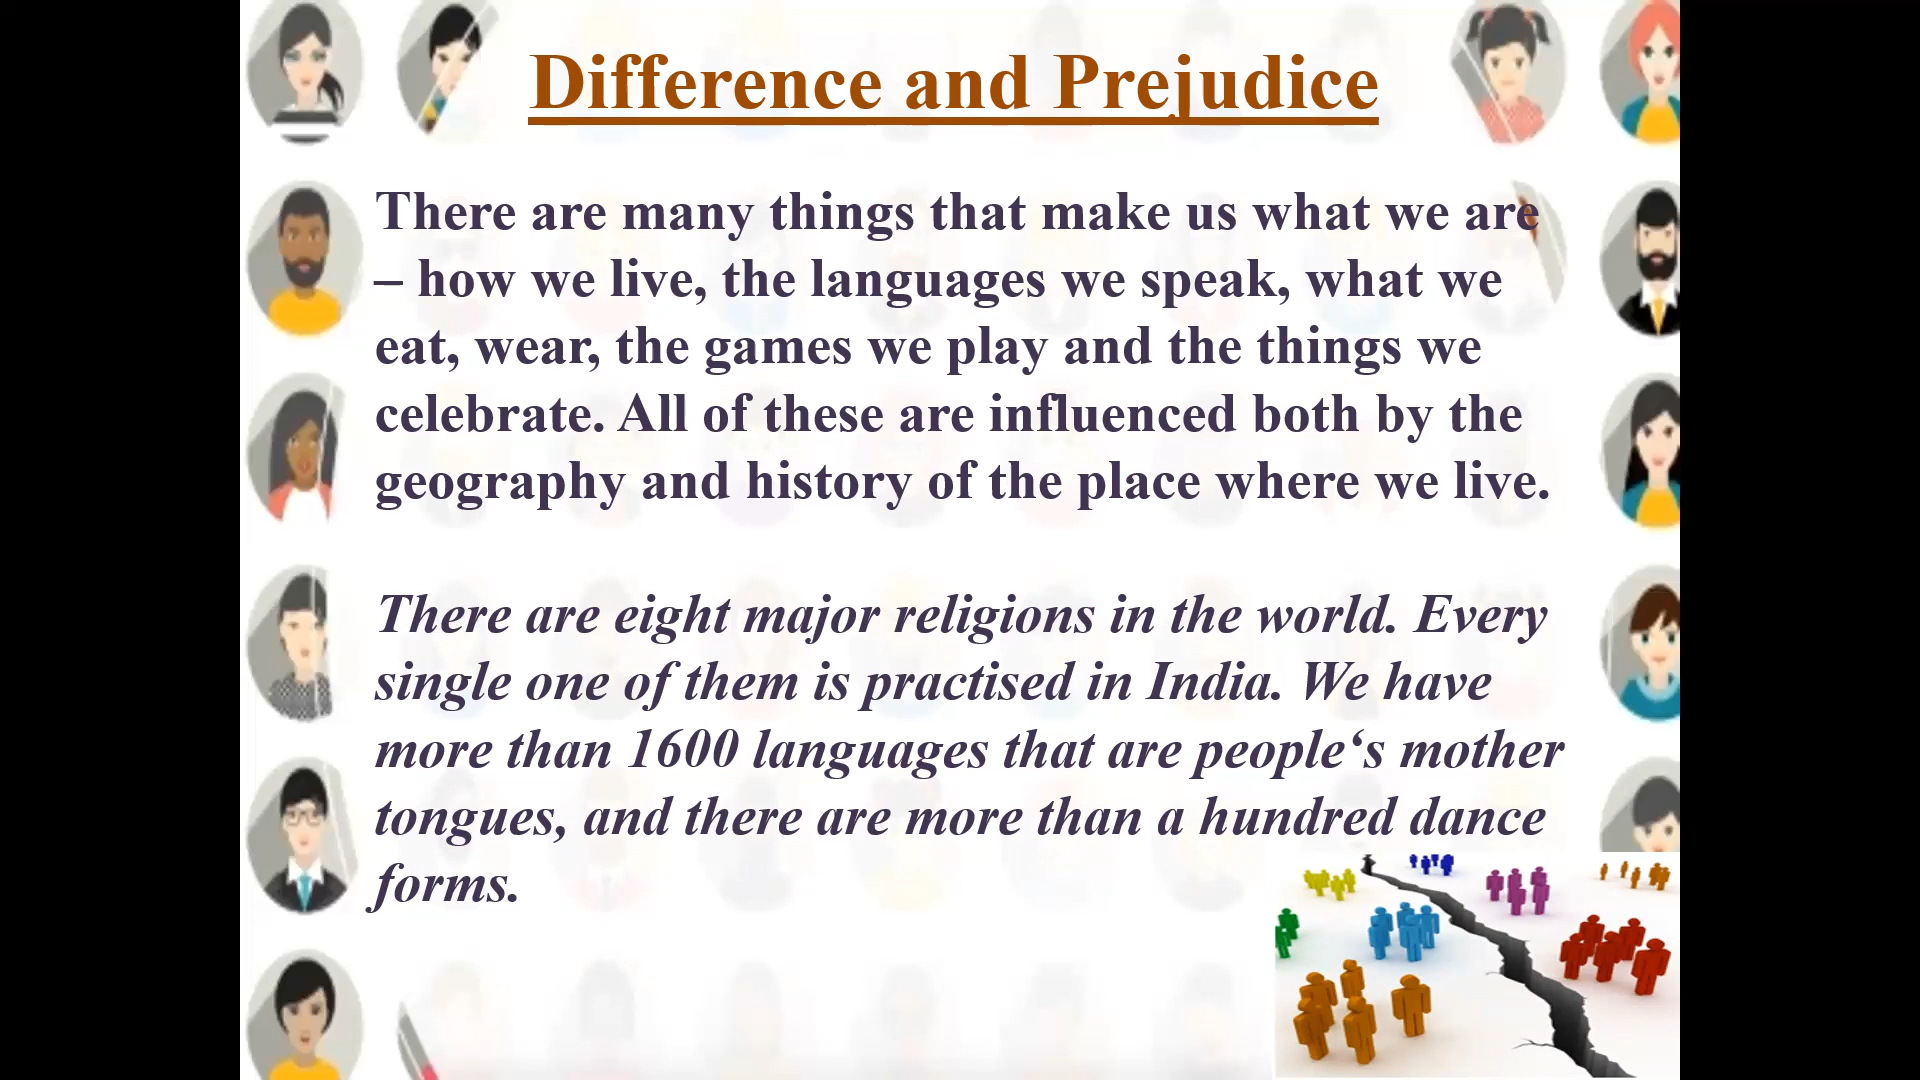 Difference and Prejudice
There are many things that make us what we are
– how we live, the languages we speak, what we
eat, wear, the games we play and the things we
celebrate. All of these are influenced both by the
geography and history of the place where we live.
There are eight major religions in the world. Every
single one of them is practised in India. We have
more than 1600 languages that are people‘s mother
tongues, and there are more than a hundred dance
forms.